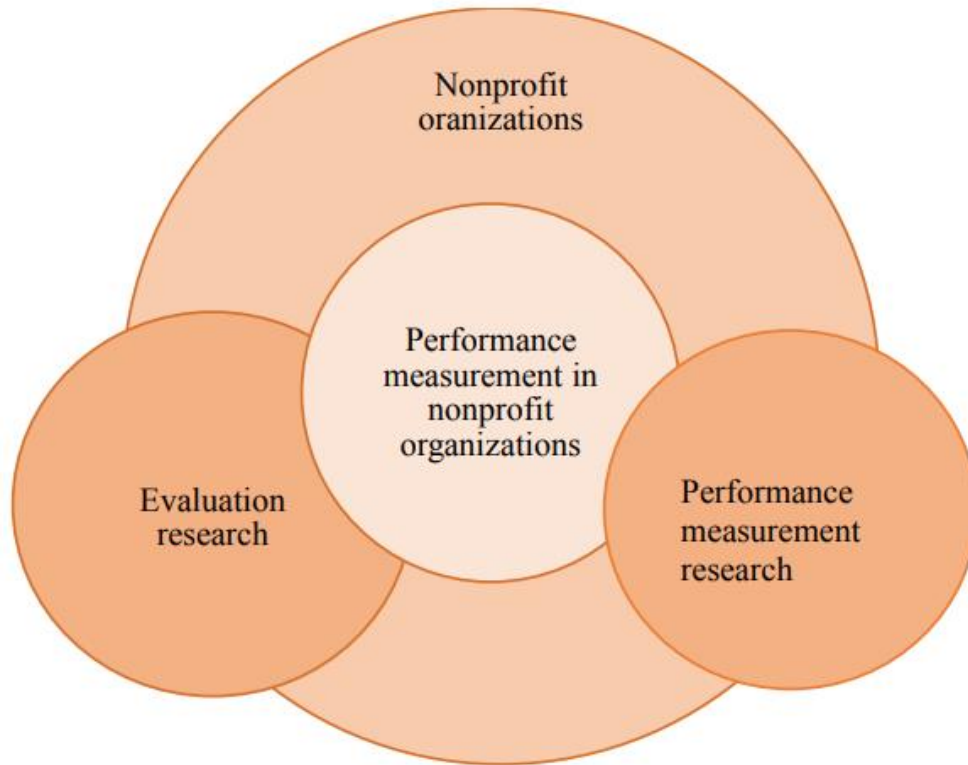 Nonprofit
oranizations
Performance
measurement in
nonprofit
organizations
Evaluation
research
Performance
measurement
research